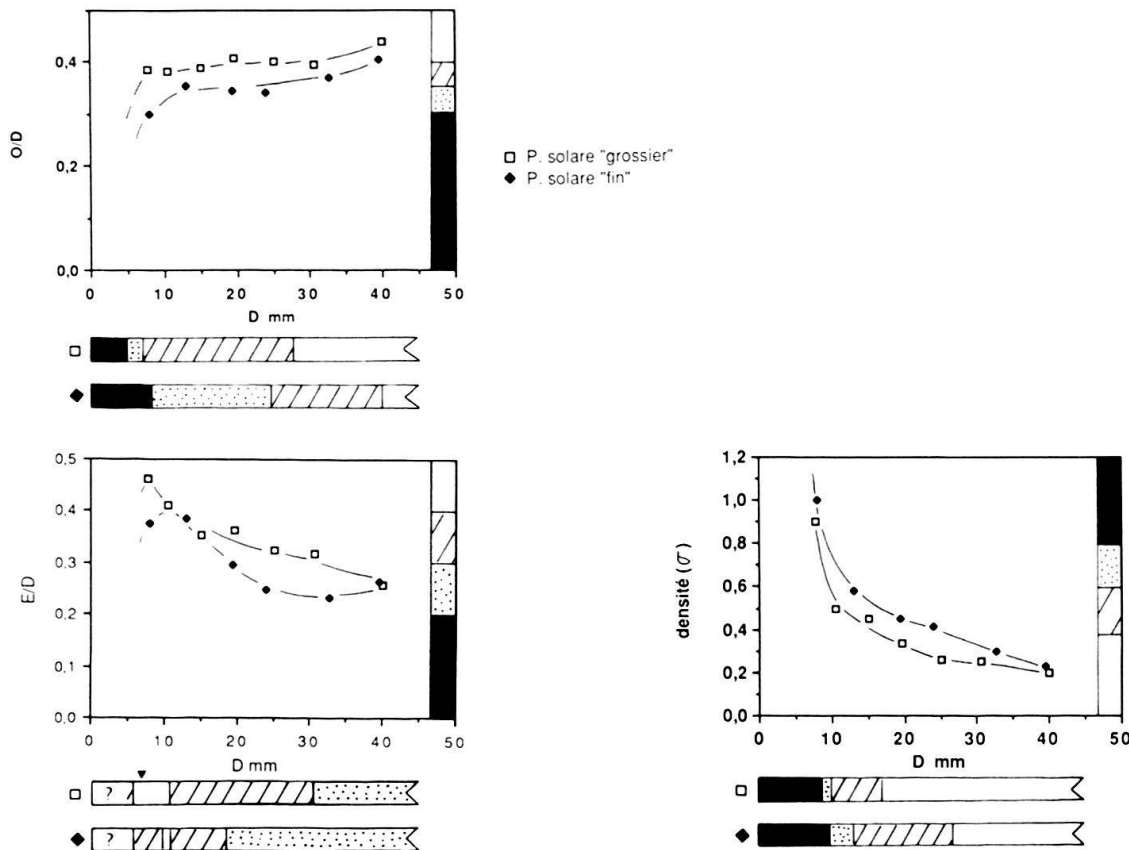 0,4
0,2
0,0
O/D
0 10 20 30 40 50
D mm
□ P. solare "grossier"
◆ P. solare "fin"
□
◆
0,5
0,4
0,3
0,2
0,1
0,0
E/D
0 10 20 30 40 50
D mm
□ ?
◆ ?
1,2
1,0
0,8
0,6
0,4
0,2
0,0
densité (σ)
0 10 20 30 40 50
D mm
□
◆